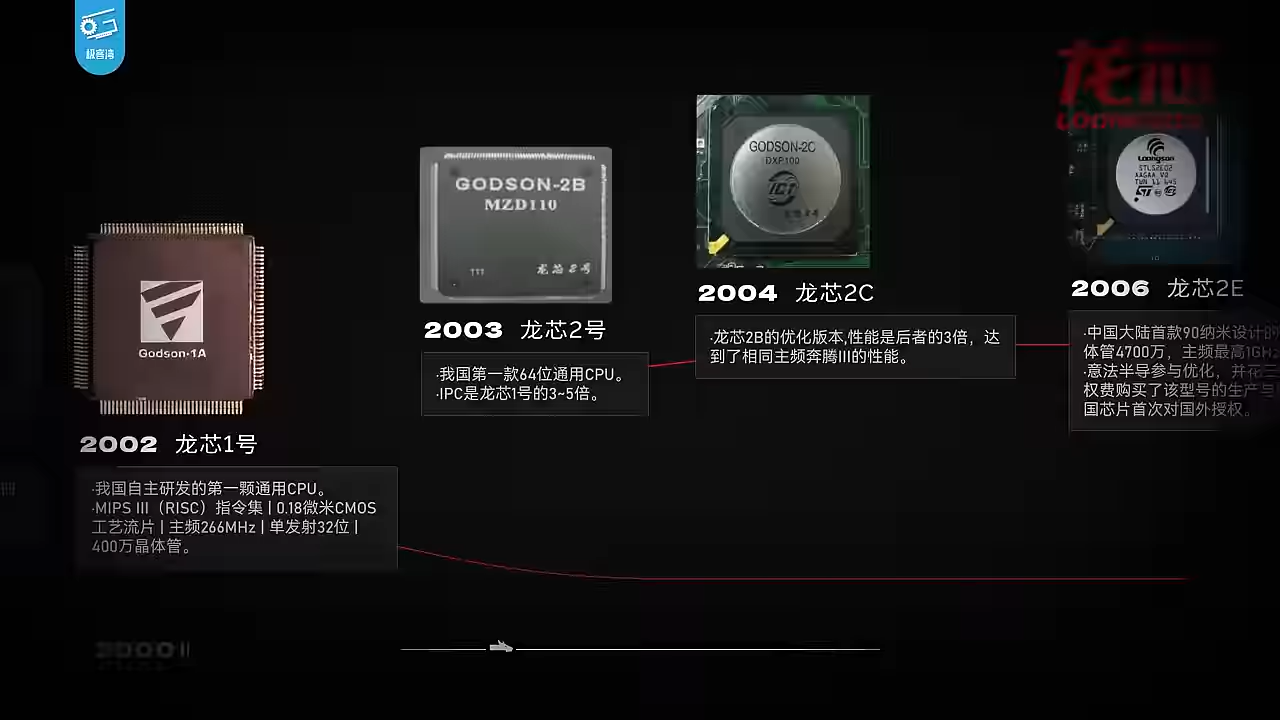 极客湾
龙芯
Godson-1A
2002 龙芯1号
·我国自主研发的第一颗通用CPU。
·MIPS III（RISC）指令集 | 0.18微米CMOS
工艺流片 | 主频266MHz | 单发射32位 |
400万晶体管。
GODSON-2B
MZD110
TTT
龙芯2号
2003 龙芯2号
·我国第一款64位通用CPU。
·IPC是龙芯1号的3~5倍。
GODSON-2C
DXP100
ICT
龙芯2号
2004 龙芯2C
·龙芯2B的优化版本,性能是后者的3倍，达
到了相同主频奔腾III的性能。
Loongson
STLS2E02
ST
2006 龙芯2E
·中国大陆首款90纳米设计的
体管4700万，主频最高1GHz
·意法半导参与优化，并花三
权费购买了该型号的生产与
国芯片首次对国外授权。